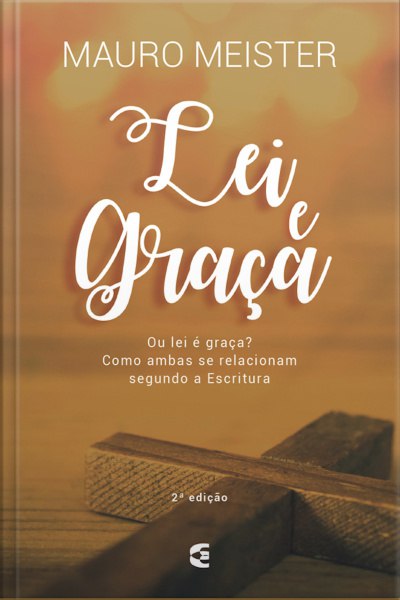 MAURO MEISTER
Lei
e
Graça
Ou lei é graça?
Como ambas se relacionam
segundo a Escritura
2ª edição